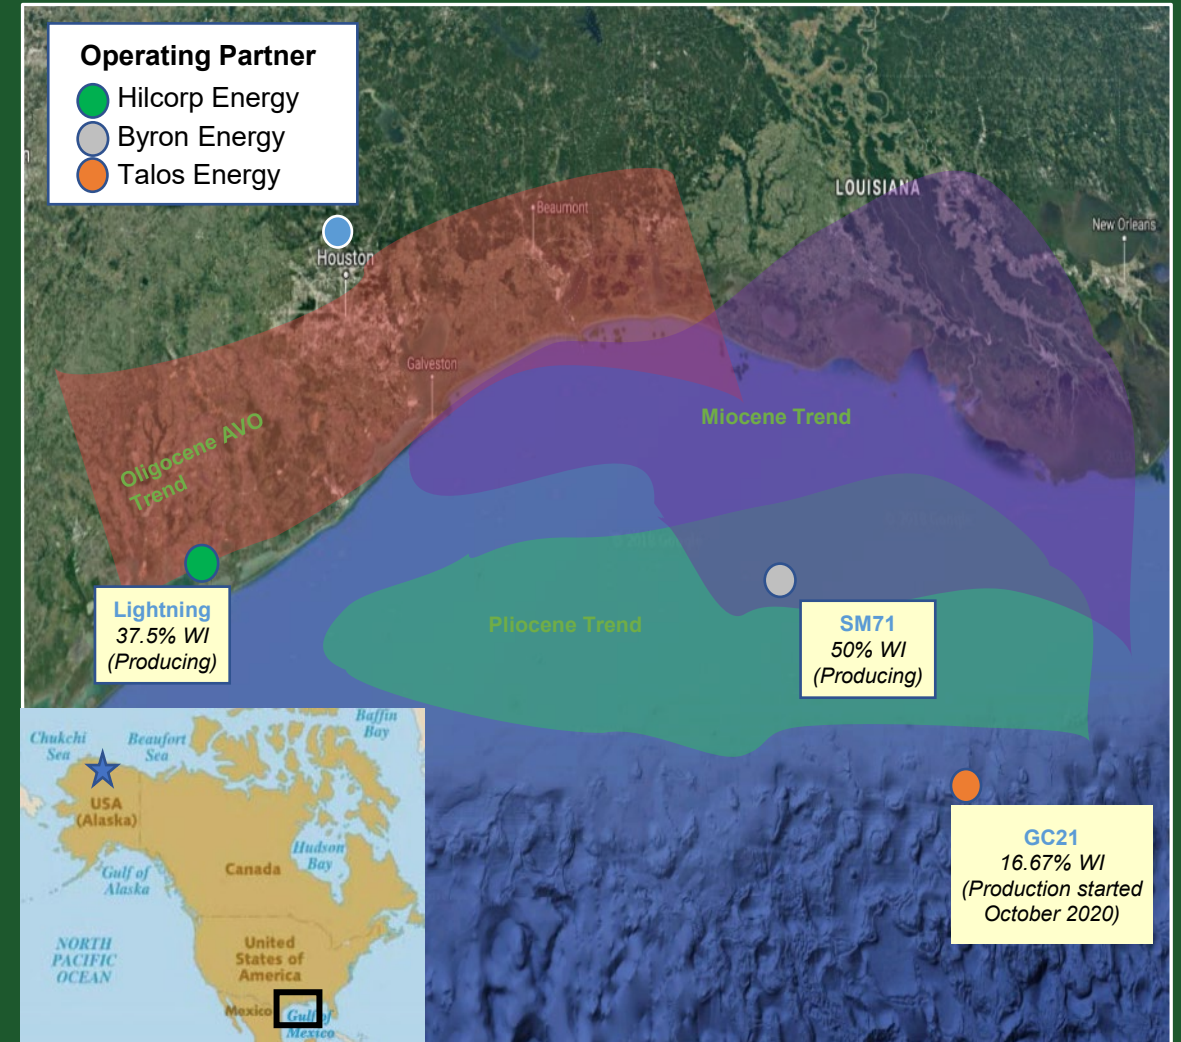 Operating Partner
Hilcorp Energy
Byron Energy
Talos Energy
LOUISIANA
Beaumont
New Orleans
Houston
Galveston
Miocene Trend
Oligocene AVO
Trend
Lightning
37.5% WI
(Producing)
Pliocene Trend
SM71
50% WI
(Producing)
GC21
16.67% WI
(Production started
October 2020)
Baffin
Bay
Chukchi
Sea
Beaufort
Sea
USA
(Alaska)
Hudson
Bay
Canada
Gulf of
Alaska
NORTH
PACIFIC
OCEAN
United
States of
America
Mexico
Gulf of
Mexico